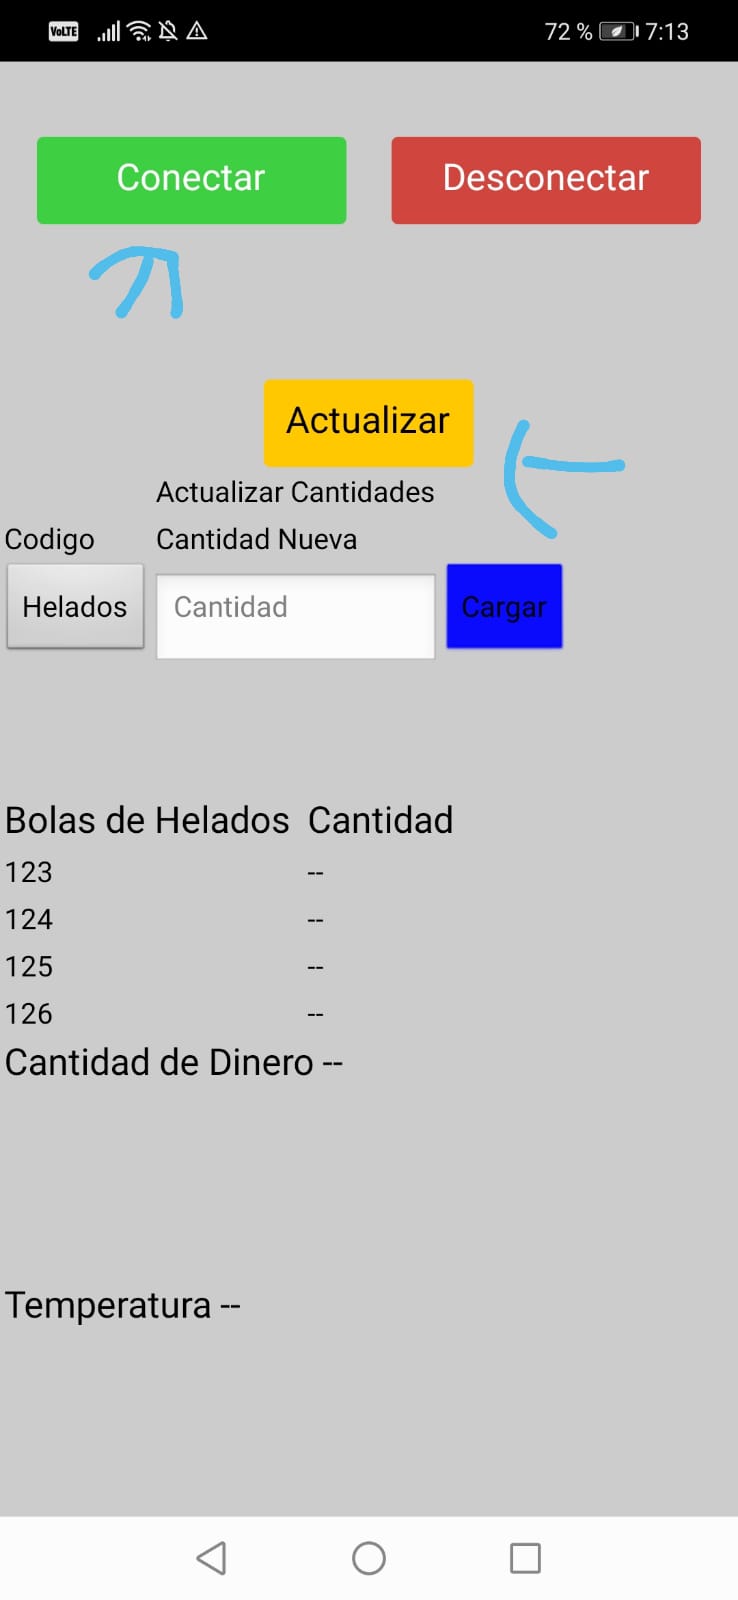 VoLTE 72 % 7:13
Conectar Desconectar
Actualizar
Actualizar Cantidades
Codigo Cantidad Nueva
Helados Cantidad Cargar
Bolas de Helados Cantidad
123 --
124 --
125 --
126 --
Cantidad de Dinero --
Temperatura --